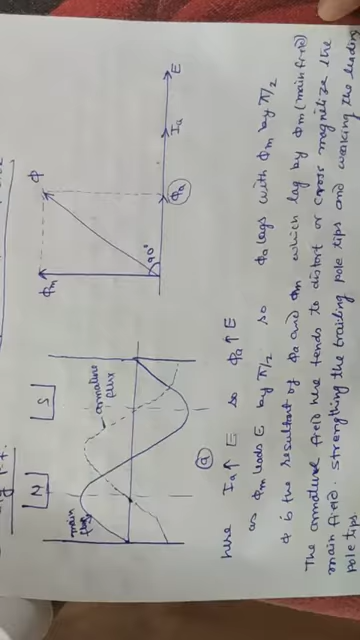 N
S
main
armature
flux
(a)
Φm
Φ
90°
Φa
Ia
E
here Ia ↑ E so Φa ↑ E
as Φm leads E by π/2 so Φa lags with Φm by π/2
Φ is the resultant of Φa and Φm which lag by Φm (main field)
The armature field here tends to distort or cross magnetize the
main field. strengthing the trailing pole tips and weaking the leading
pole tips.